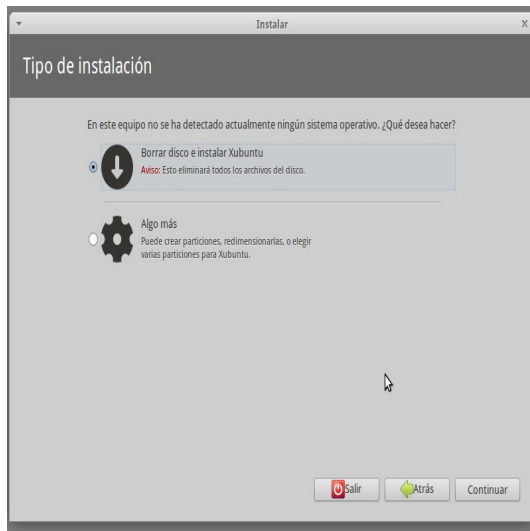 Instalar
x
Tipo de instalación
En este equipo no se ha detectado actualmente ningún sistema operativo. ¿Qué desea hacer?
Borrar disco e instalar Xubuntu
Aviso: Esto eliminará todos los archivos del disco.
Algo más
Puede crear particiones, redimensionarlas, o elegir
varias particiones para Xubuntu.
Salir Atrás Continuar